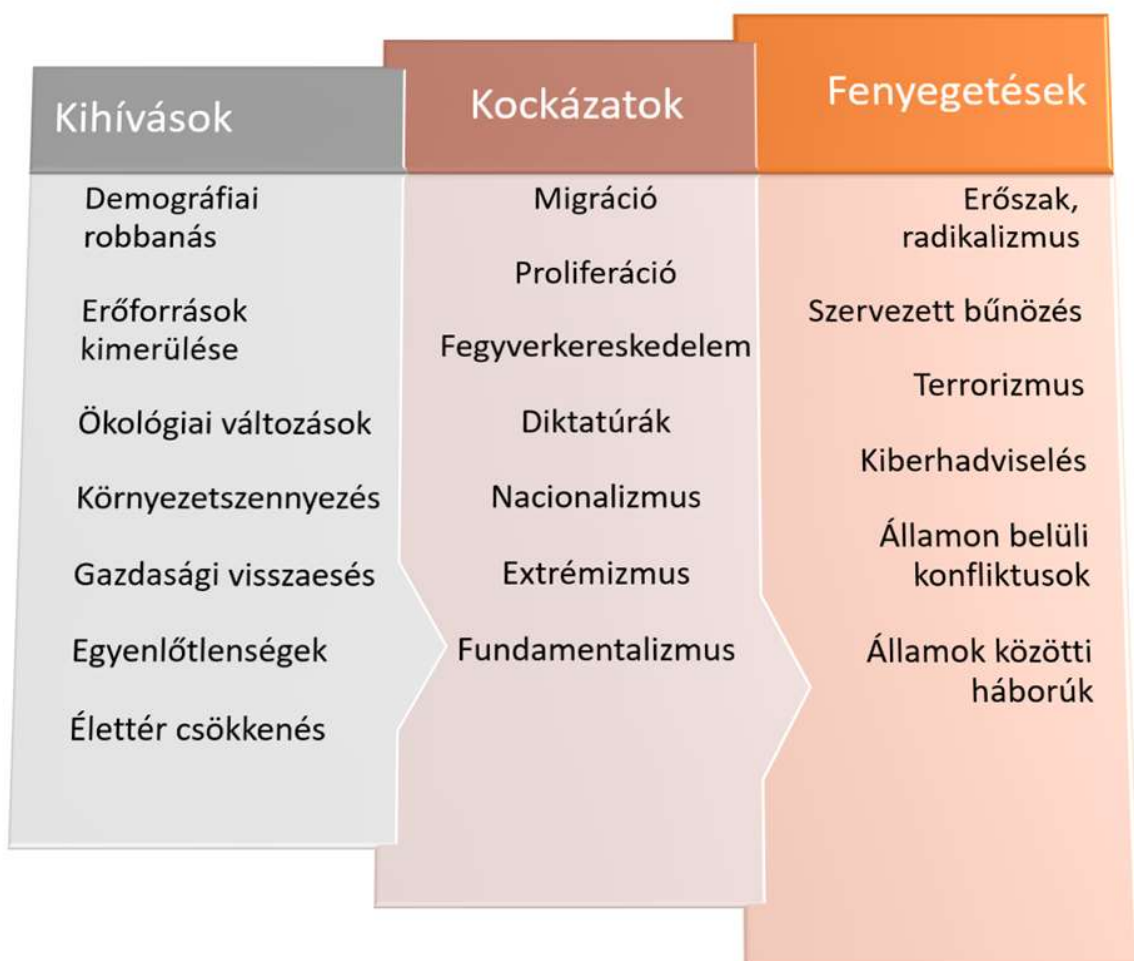 Kihívások
Demográfiai
robbanás
Erőforrások
kimerülése
Ökológiai változások
Környezetszennyezés
Gazdasági visszaesés
Egyenlőtlenségek
Élettér csökkenés
Kockázatok
Migráció
Proliferáció
Fegyverkereskedelem
Diktatúrák
Nacionalizmus
Extrémizmus
Fundamentalizmus
Fenyegetések
Erőszak,
radikalizmus
Szervezett bűnözés
Terrorizmus
Kiberhadviselés
Államon belüli
konfliktusok
Államok közötti
háborúk